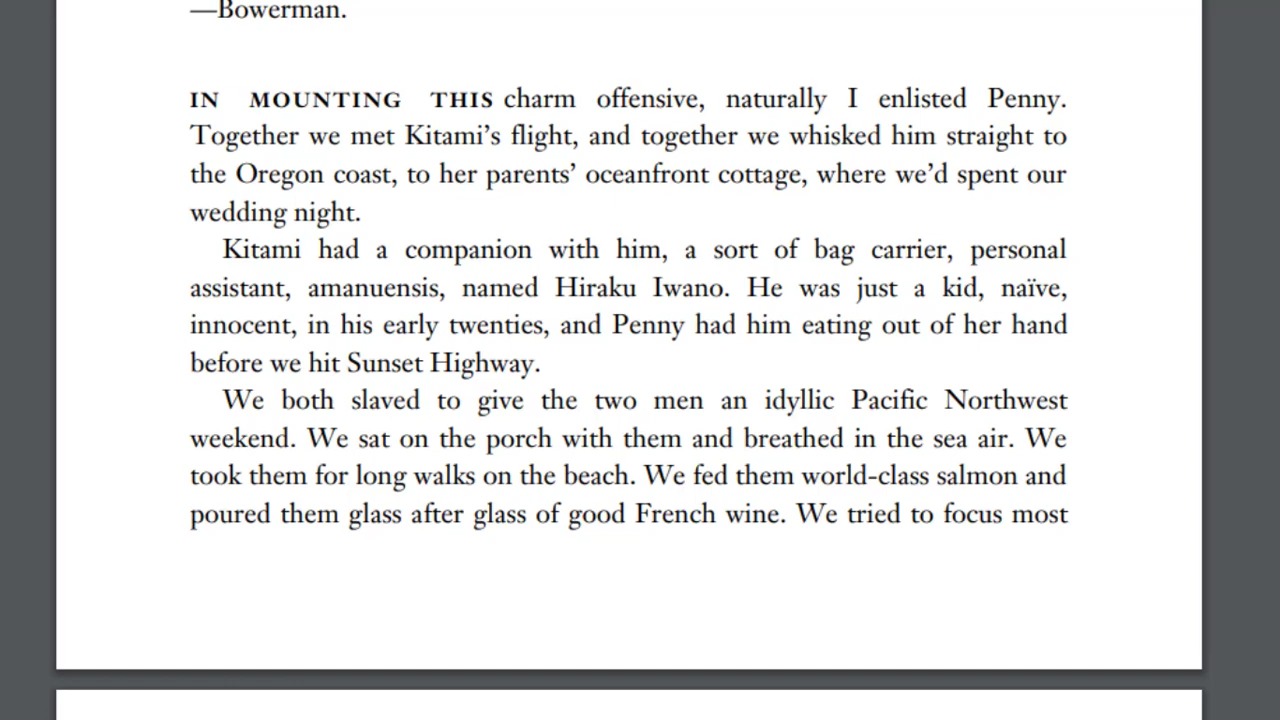 —Bowerman.
IN MOUNTING THIS charm offensive, naturally I enlisted Penny.
Together we met Kitami’s flight, and together we whisked him straight to
the Oregon coast, to her parents’ oceanfront cottage, where we’d spent our
wedding night.
Kitami had a companion with him, a sort of bag carrier, personal
assistant, amanuensis, named Hiraku Iwano. He was just a kid, naïve,
innocent, in his early twenties, and Penny had him eating out of her hand
before we hit Sunset Highway.
We both slaved to give the two men an idyllic Pacific Northwest
weekend. We sat on the porch with them and breathed in the sea air. We
took them for long walks on the beach. We fed them world-class salmon and
poured them glass after glass of good French wine. We tried to focus most